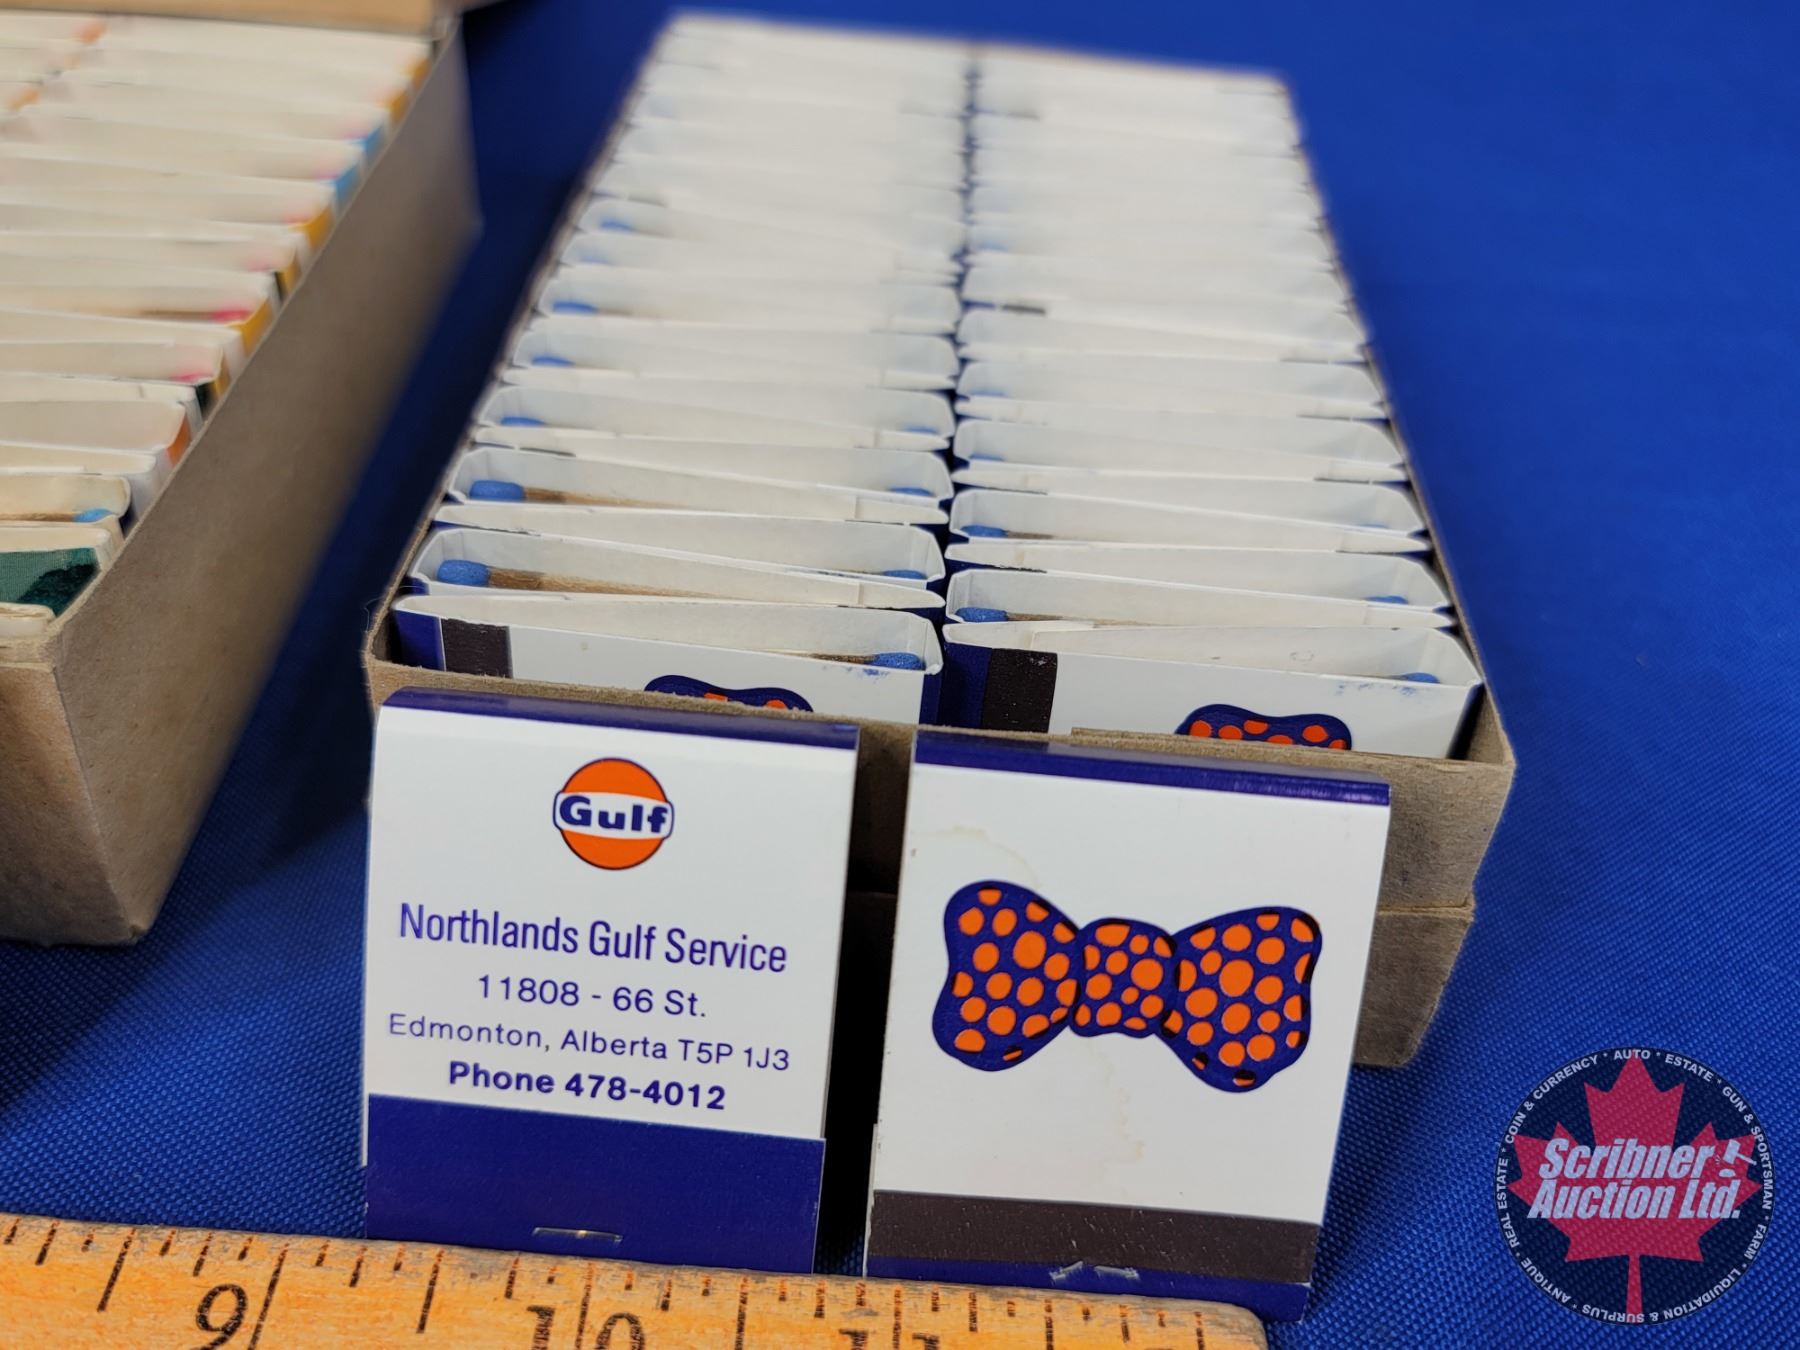 Gulf
Northlands Gulf Service
11808 - 66 St.
Edmonton, Alberta T5P 1J3
Phone 478-4012
9
10
Scribner
Auction Ltd.
ANTIQUE * REAL ESTATE * COIN & CURRENCY * AUTO * ESTATE * GUN & SPORTSMAN * FARM * LIQUIDATION & SURPLUS *